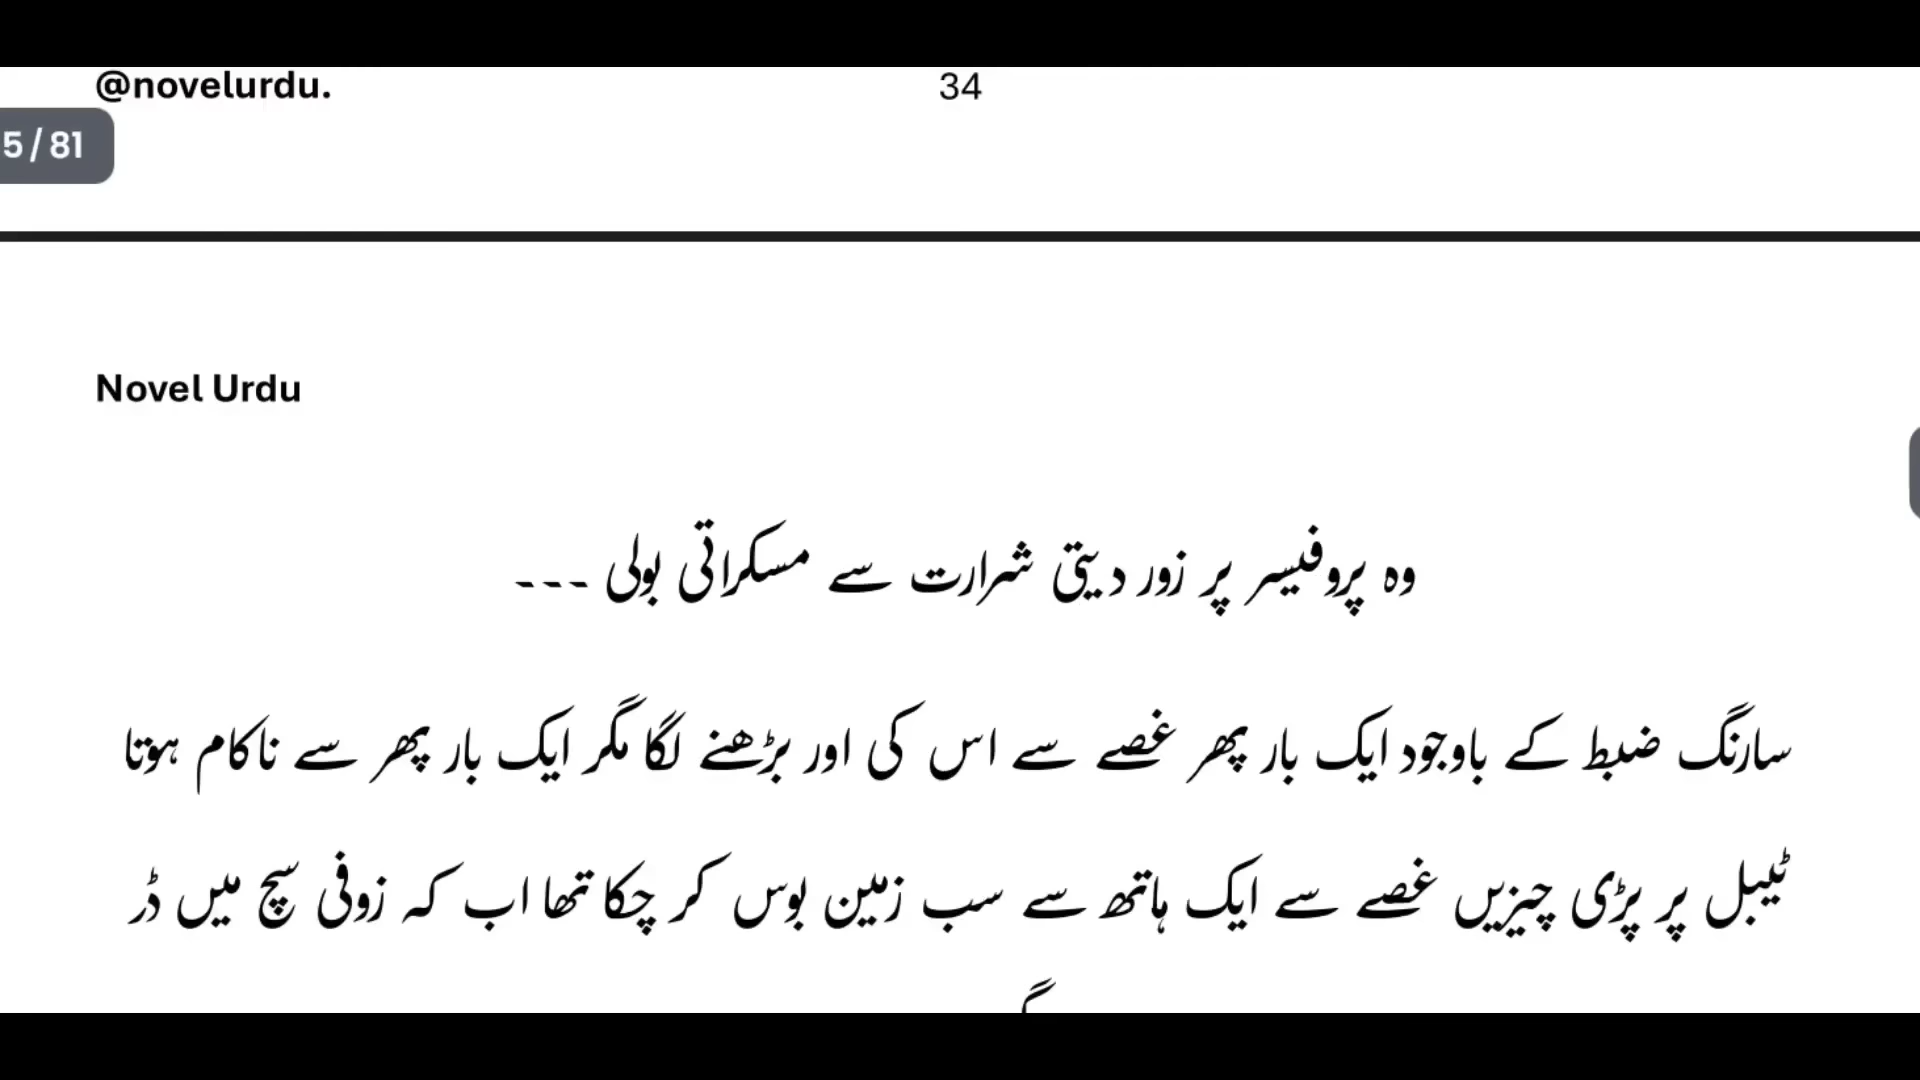 @novelurdu.
34
5/81
Novel Urdu
وہ پروفیسر پر زور دیتی شرارت سے مسکراتی بولی ---
سارنگ ضبط کے باوجود ایک بار پھر غصے سے اس کی اور بڑھنے لگا مگر ایک بار پھر سے ناکام ہوتا
ٹیبل پر پڑی چیزیں غصے سے ایک ہاتھ سے سب زمین بوس کر چکا تھا اب کہ زوفی سچ میں ڈر